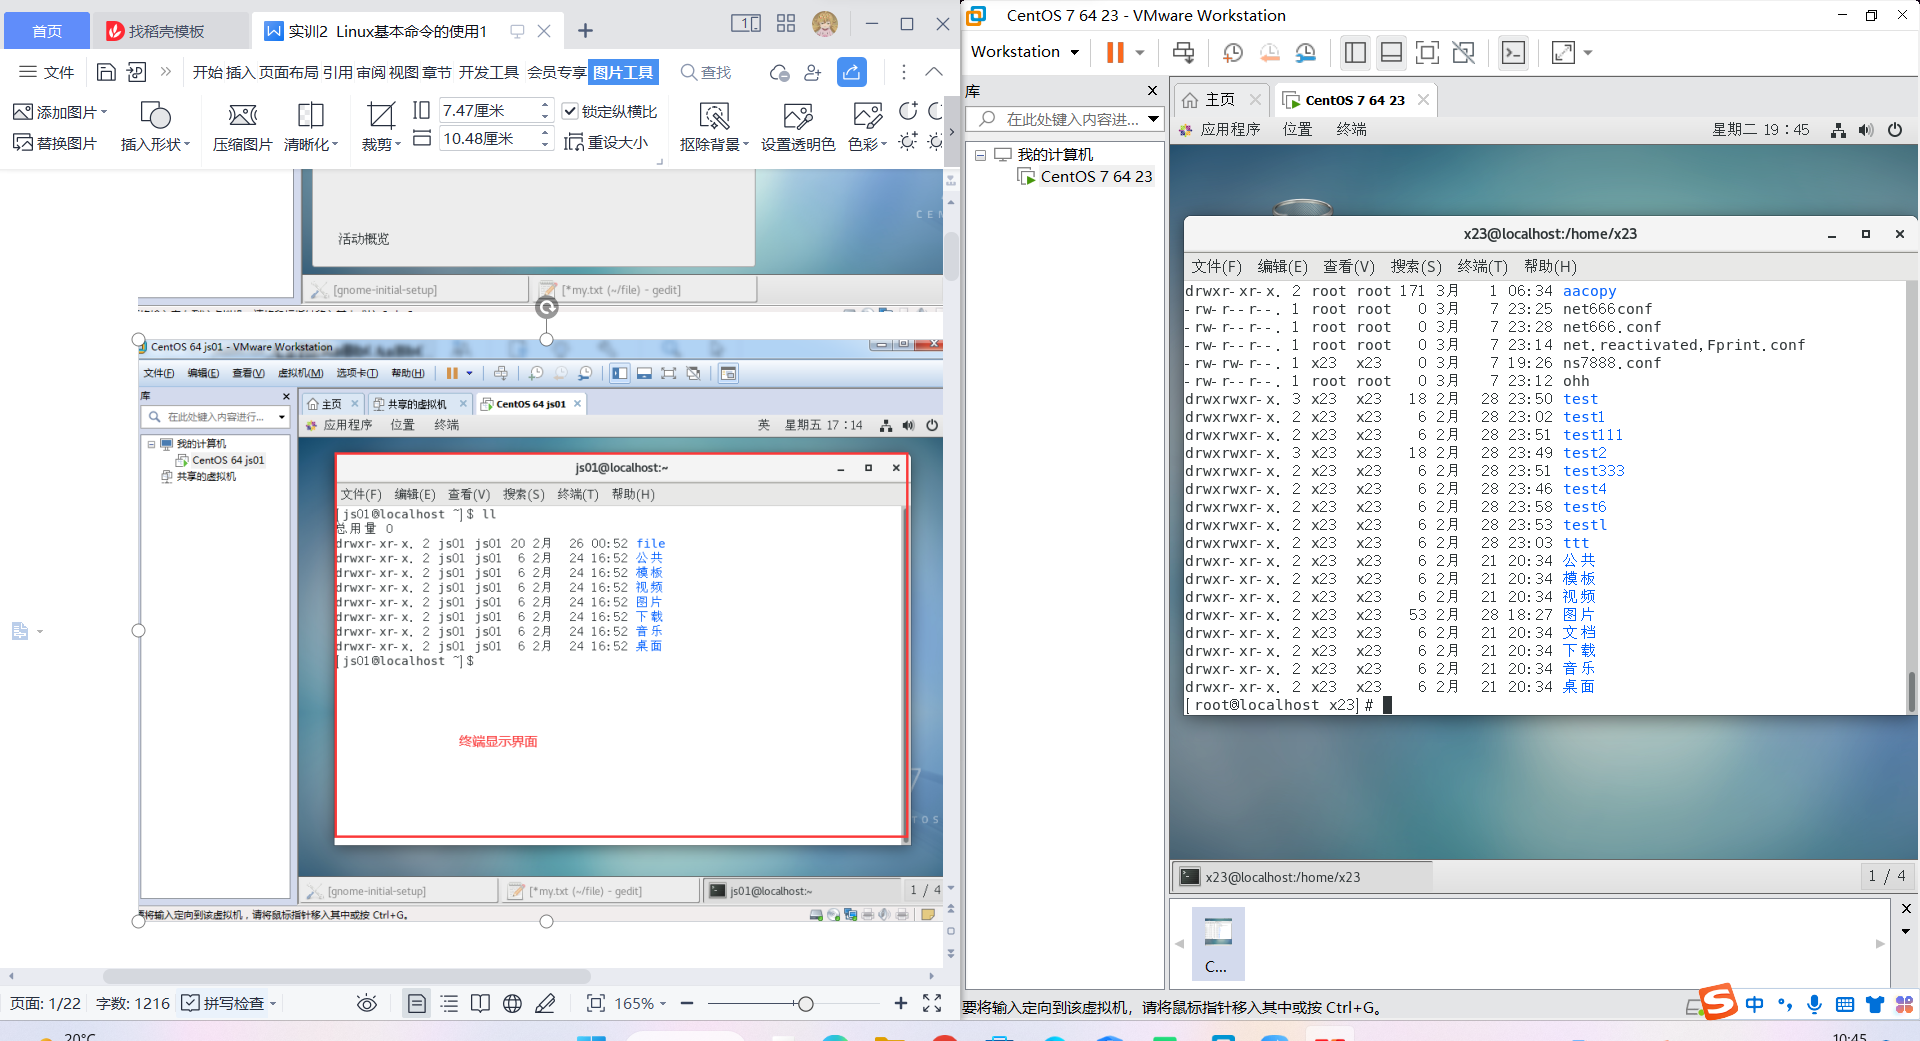 首页
找稻壳模板
实训2 Linux基本命令的使用1
文件
开始 插入 页面布局 引用 审阅 视图 章节 开发工具 会员专享 图片工具
查找
添加图片
替换图片
插入形状
压缩图片
清晰化
裁剪
7.47厘米
10.48厘米
锁定纵横比
重设大小
抠除背景
设置透明色
色彩
活动概览
[gnome-initial-setup]
[*my.txt (~/file) - gedit]
CentOS 64 js01 - VMware Workstation
文件(F) 编辑(E) 查看(V) 虚拟机(M) 选项卡(T) 帮助(H)
库
在此处键入内容进行...
我的计算机
CentOS 64 js01
共享的虚拟机
主页
共享的虚拟机
CentOS 64 js01
应用程序 位置 终端
英 星期五 17：14
js01@localhost:~
文件(F) 编辑(E) 查看(V) 搜索(S) 终端(T) 帮助(H)
[js01@localhost ~]$ ll
总用量 0
drwxr-xr-x. 2 js01 js01 20 2月 26 00:52 file
drwxr-xr-x. 2 js01 js01 6 2月 24 16:52 公共
drwxr-xr-x. 2 js01 js01 6 2月 24 16:52 模板
drwxr-xr-x. 2 js01 js01 6 2月 24 16:52 视频
drwxr-xr-x. 2 js01 js01 6 2月 24 16:52 图片
drwxr-xr-x. 2 js01 js01 6 2月 24 16:52 下载
drwxr-xr-x. 2 js01 js01 6 2月 24 16:52 音乐
drwxr-xr-x. 2 js01 js01 6 2月 24 16:52 桌面
[js01@localhost ~]$
终端显示界面
[gnome-initial-setup]
[*my.txt (~/file) - gedit]
js01@localhost:~
1 / 4
要将输入定向到该虚拟机，请将鼠标指针移入其中或按 Ctrl+G。
页面: 1/22 字数: 1216 拼写检查
165%
20°C
CentOS 7 64 23 - VMware Workstation
Workstation
库
在此处键入内容进...
我的计算机
CentOS 7 64 23
主页
CentOS 7 64 23
应用程序 位置 终端
星期二 19：45
x23@localhost:/home/x23
文件(F) 编辑(E) 查看(V) 搜索(S) 终端(T) 帮助(H)
drwxr-xr-x. 2 root root 171 3月 1 06:34 aacopy
-rw-r--r--. 1 root root 0 3月 7 23:25 net666conf
-rw-r--r--. 1 root root 0 3月 7 23:28 net666.conf
-rw-r--r--. 1 root root 0 3月 7 23:14 net.reactivated,Fprint.conf
-rw-rw-r--. 1 x23 x23 0 3月 7 19:26 ns7888.conf
-rw-r--r--. 1 root root 0 3月 7 23:12 ohh
drwxrwxr-x. 3 x23 x23 18 2月 28 23:50 test
drwxrwxr-x. 2 x23 x23 6 2月 28 23:02 test1
drwxrwxr-x. 2 x23 x23 6 2月 28 23:51 test111
drwxrwxr-x. 3 x23 x23 18 2月 28 23:49 test2
drwxrwxr-x. 2 x23 x23 6 2月 28 23:51 test333
drwxrwxr-x. 2 x23 x23 6 2月 28 23:46 test4
drwxrwxr-x. 2 x23 x23 6 2月 28 23:58 test6
drwxrwxr-x. 2 x23 x23 6 2月 28 23:53 testl
drwxrwxr-x. 2 x23 x23 6 2月 28 23:03 ttt
drwxr-xr-x. 2 x23 x23 6 2月 21 20:34 公共
drwxr-xr-x. 2 x23 x23 6 2月 21 20:34 模板
drwxr-xr-x. 2 x23 x23 6 2月 21 20:34 视频
drwxr-xr-x. 2 x23 x23 53 2月 28 18:27 图片
drwxr-xr-x. 2 x23 x23 6 2月 21 20:34 文档
drwxr-xr-x. 2 x23 x23 6 2月 21 20:34 下载
drwxr-xr-x. 2 x23 x23 6 2月 21 20:34 音乐
drwxr-xr-x. 2 x23 x23 6 2月 21 20:34 桌面
[root@localhost x23]#
x23@localhost:/home/x23
1 / 4
C...
要将输入定向到该虚拟机，请将鼠标指针移入其中或按 Ctrl+G。
中
10:45